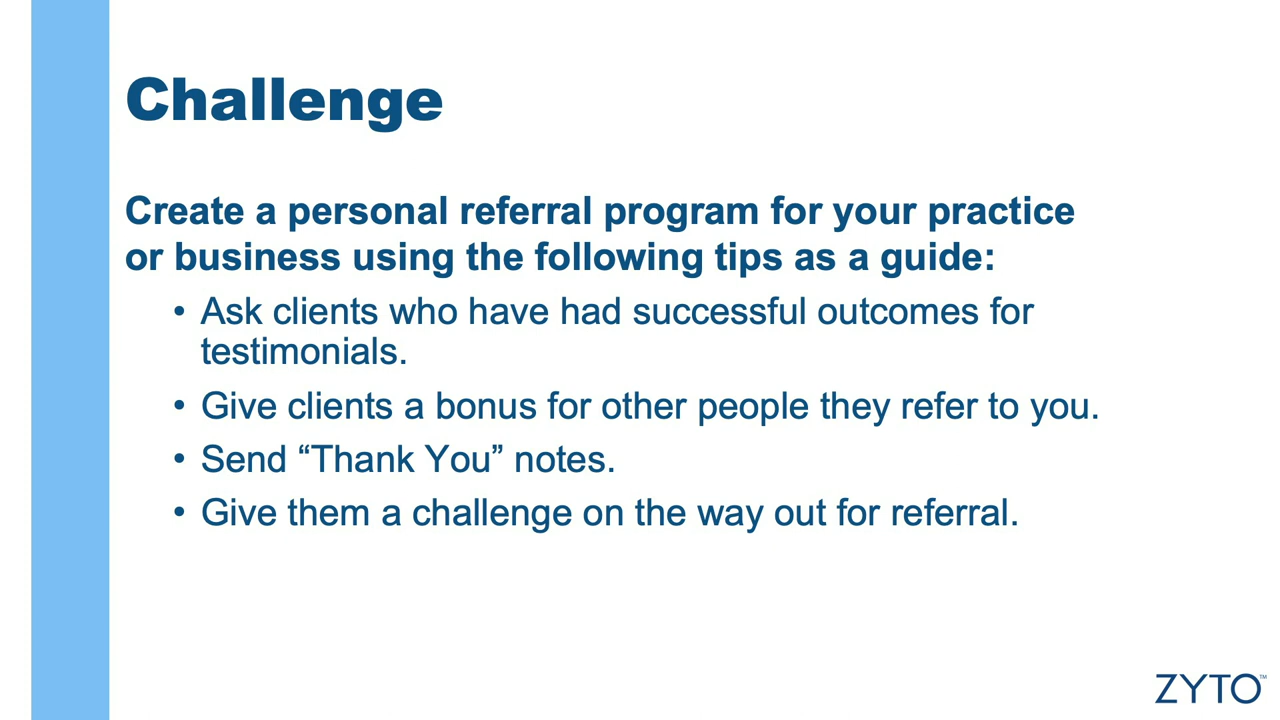 Challenge
Create a personal referral program for your practice
or business using the following tips as a guide:
• Ask clients who have had successful outcomes for
testimonials.
• Give clients a bonus for other people they refer to you.
• Send “Thank You” notes.
• Give them a challenge on the way out for referral.
ZYTO™